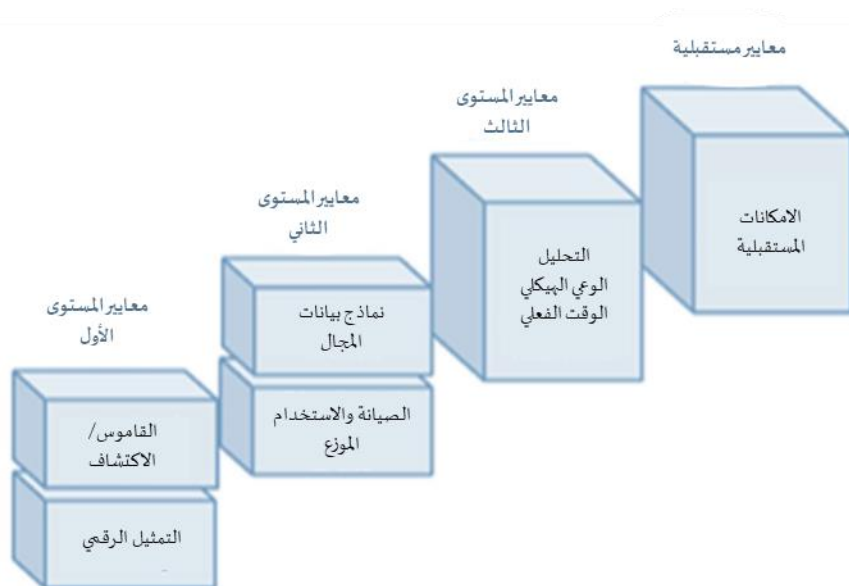 معايير المستوى
الأول
القاموس/
الاكتشاف
التمثيل الرقمي
معايير المستوى
الثاني
نماذج بيانات
المجال
الصيانة والاستخدام
الموزع
معايير المستوى
الثالث
التحليل
الوعي الهيكلي
الوقت الفعلي
معايير مستقبلية
الامكانات
المستقبلية